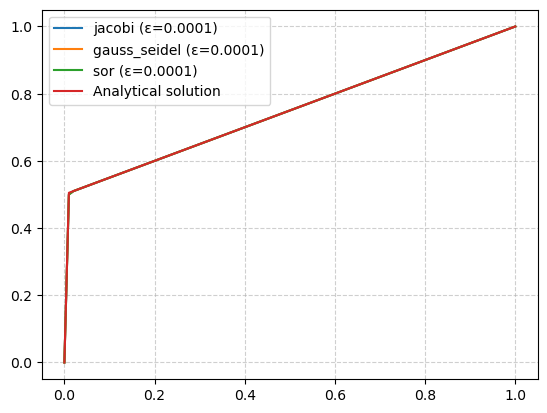 jacobi (ε=0.0001)
gauss_seidel (ε=0.0001)
sor (ε=0.0001)
Analytical solution
1.0
0.8
0.6
0.4
0.2
0.0
0.0 0.2 0.4 0.6 0.8 1.0